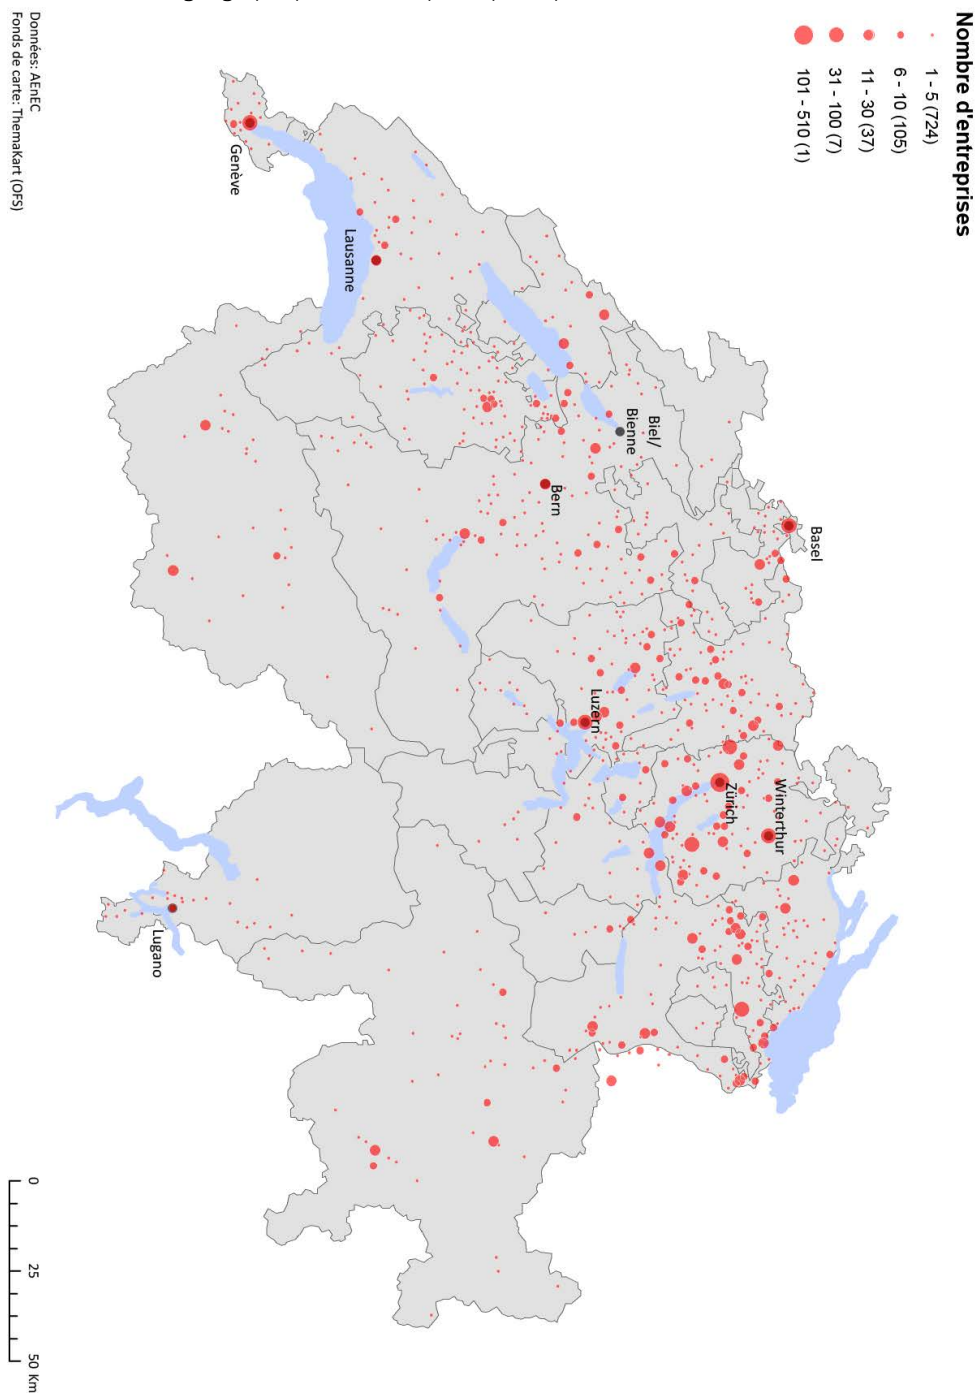 Nombre d'entreprises
1 - 5 (724)
6 - 10 (105)
11 - 30 (37)
31 - 100 (7)
101 - 510 (1)
Basel
Winterthur
Zürich
Biel/
Bienne
Luzern
Bern
Lausanne
Genève
Lugano
Données: AEnEC
Fonds de carte: ThemaKart (OFS)
0
25
50 Km